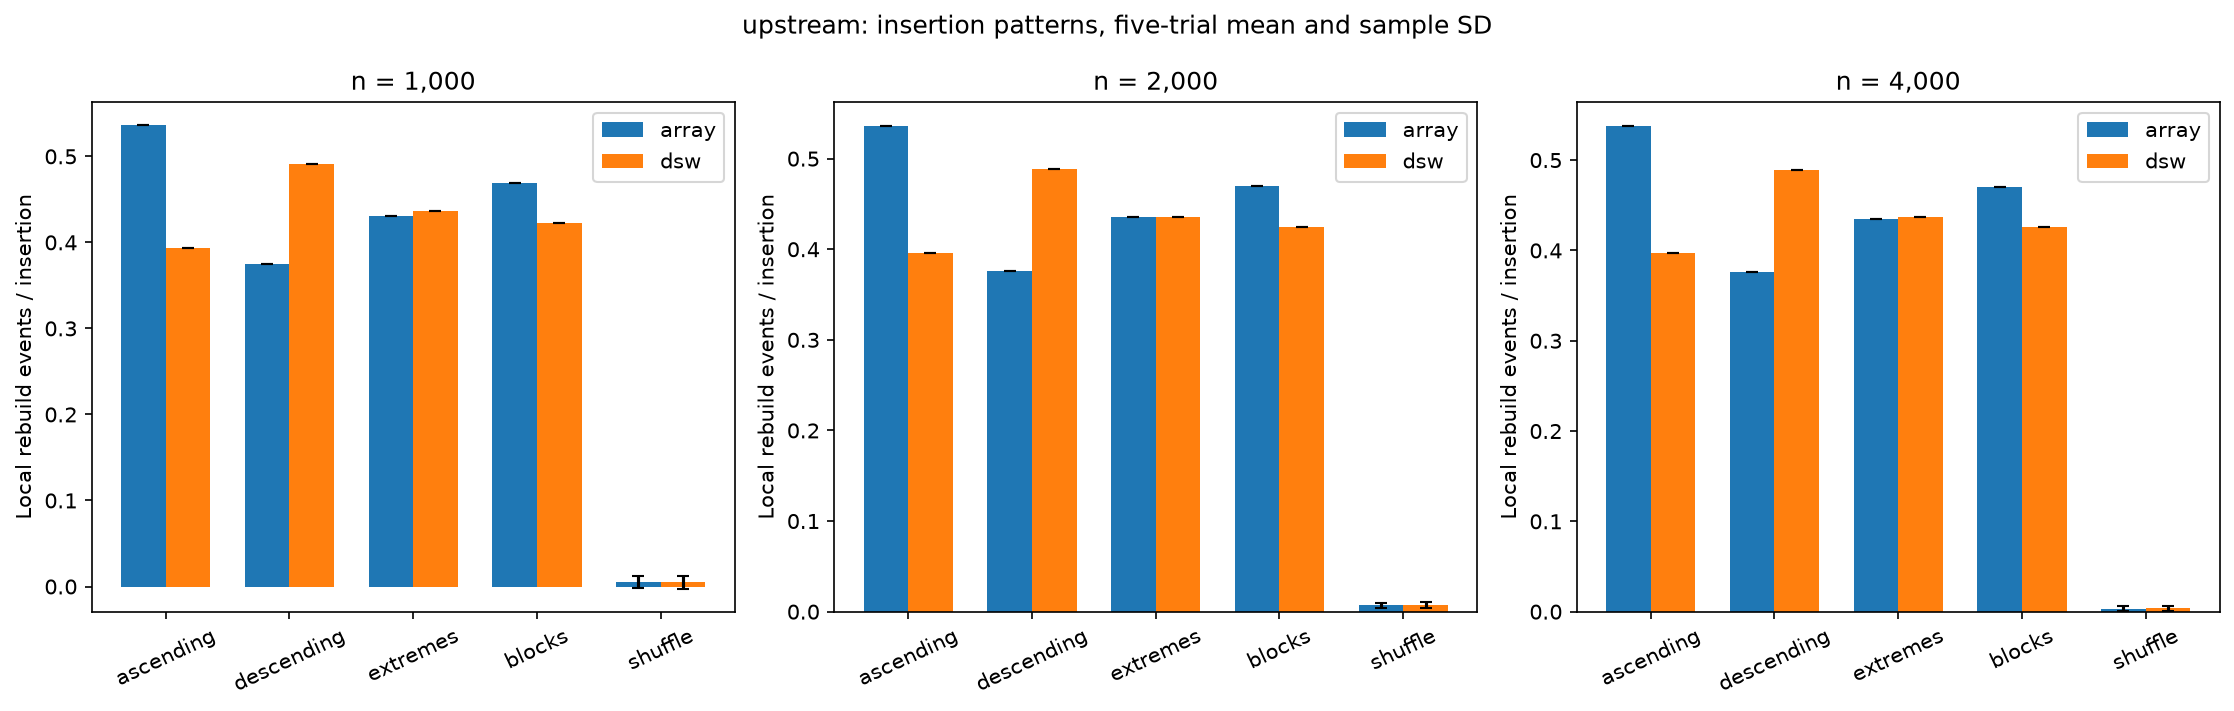 upstream: insertion patterns, five-trial mean and sample SD
n = 1,000
Local rebuild events / insertion
0.5
0.4
0.3
0.2
0.1
0.0
array
dsw
ascending
descending
extremes
blocks
shuffle
n = 2,000
Local rebuild events / insertion
0.5
0.4
0.3
0.2
0.1
0.0
array
dsw
ascending
descending
extremes
blocks
shuffle
n = 4,000
Local rebuild events / insertion
0.5
0.4
0.3
0.2
0.1
0.0
array
dsw
ascending
descending
extremes
blocks
shuffle